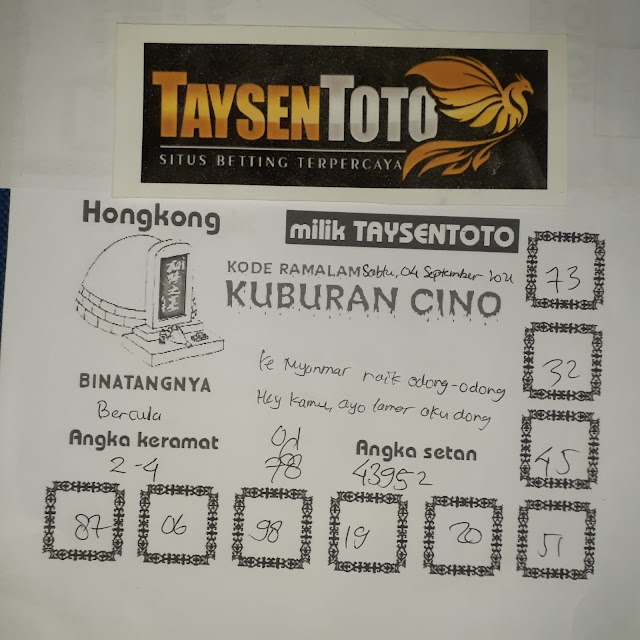 TAYSENTOTO
SITUS BETTING TERPERCAYA
Hongkong
milik TAYSENTOTO
KODE RAMALAM Sabtu, 04 September 2021
KUBURAN CINO
73
32
45
ke Myanmar naik odong-odong
Hey kamu, ayo lamar aku dong
BINATANGNYA
Bercula
Angka keramat
2-4
Od
78
Angka setan
43952
87
06
98
19
20
51